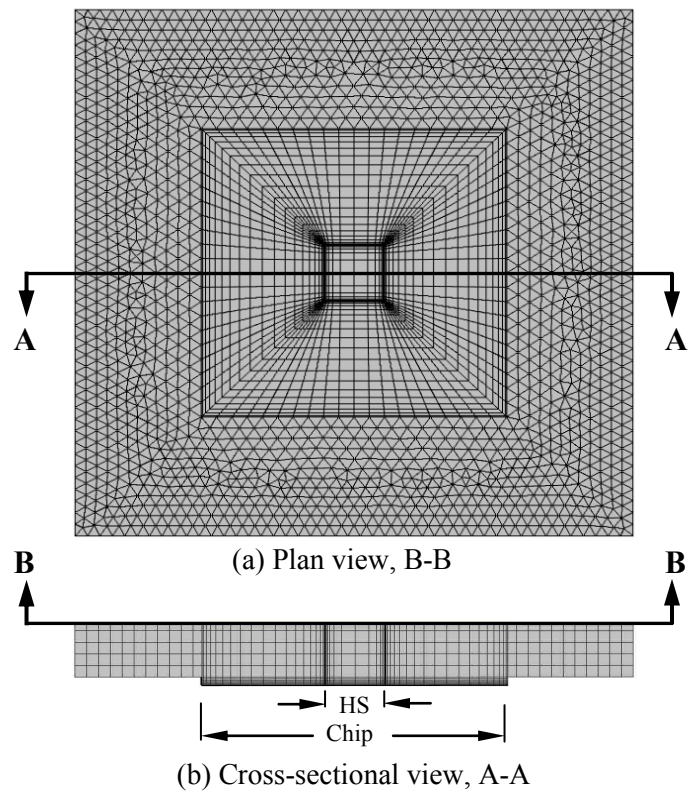 A A
(a) Plan view, B-B
B B
HS
Chip
(b) Cross-sectional view, A-A